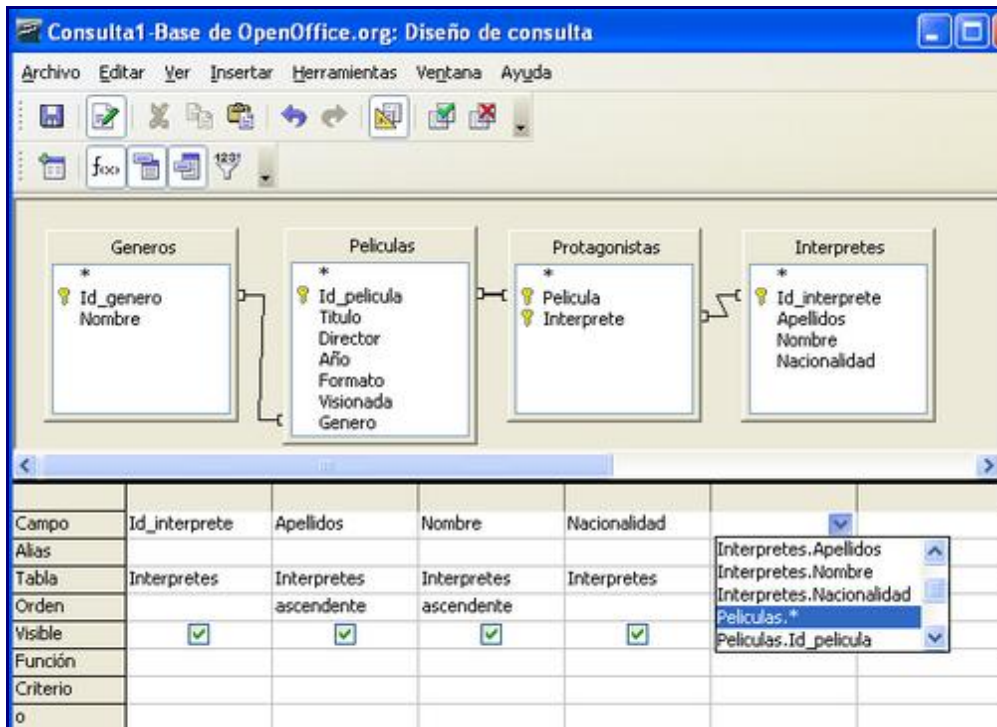 Consulta1-Base de OpenOffice.org: Diseño de consulta
Archivo Editar Ver Insertar Herramientas Ventana Ayuda
f(x) 123!
Generos
*
Id_genero
Nombre
Peliculas
*
Id_pelicula
Titulo
Director
Año
Formato
Visionada
Genero
Protagonistas
*
Pelicula
Interprete
Interpretes
*
Id_interprete
Apellidos
Nombre
Nacionalidad
Campo Id_interprete Apellidos Nombre Nacionalidad
Alias
Tabla Interpretes Interpretes Interpretes Interpretes
Orden ascendente ascendente
Visible
Función
Criterio
o
Interpretes.Apellidos
Interpretes.Nombre
Interpretes.Nacionalidad
Peliculas.*
Peliculas.Id_pelicula